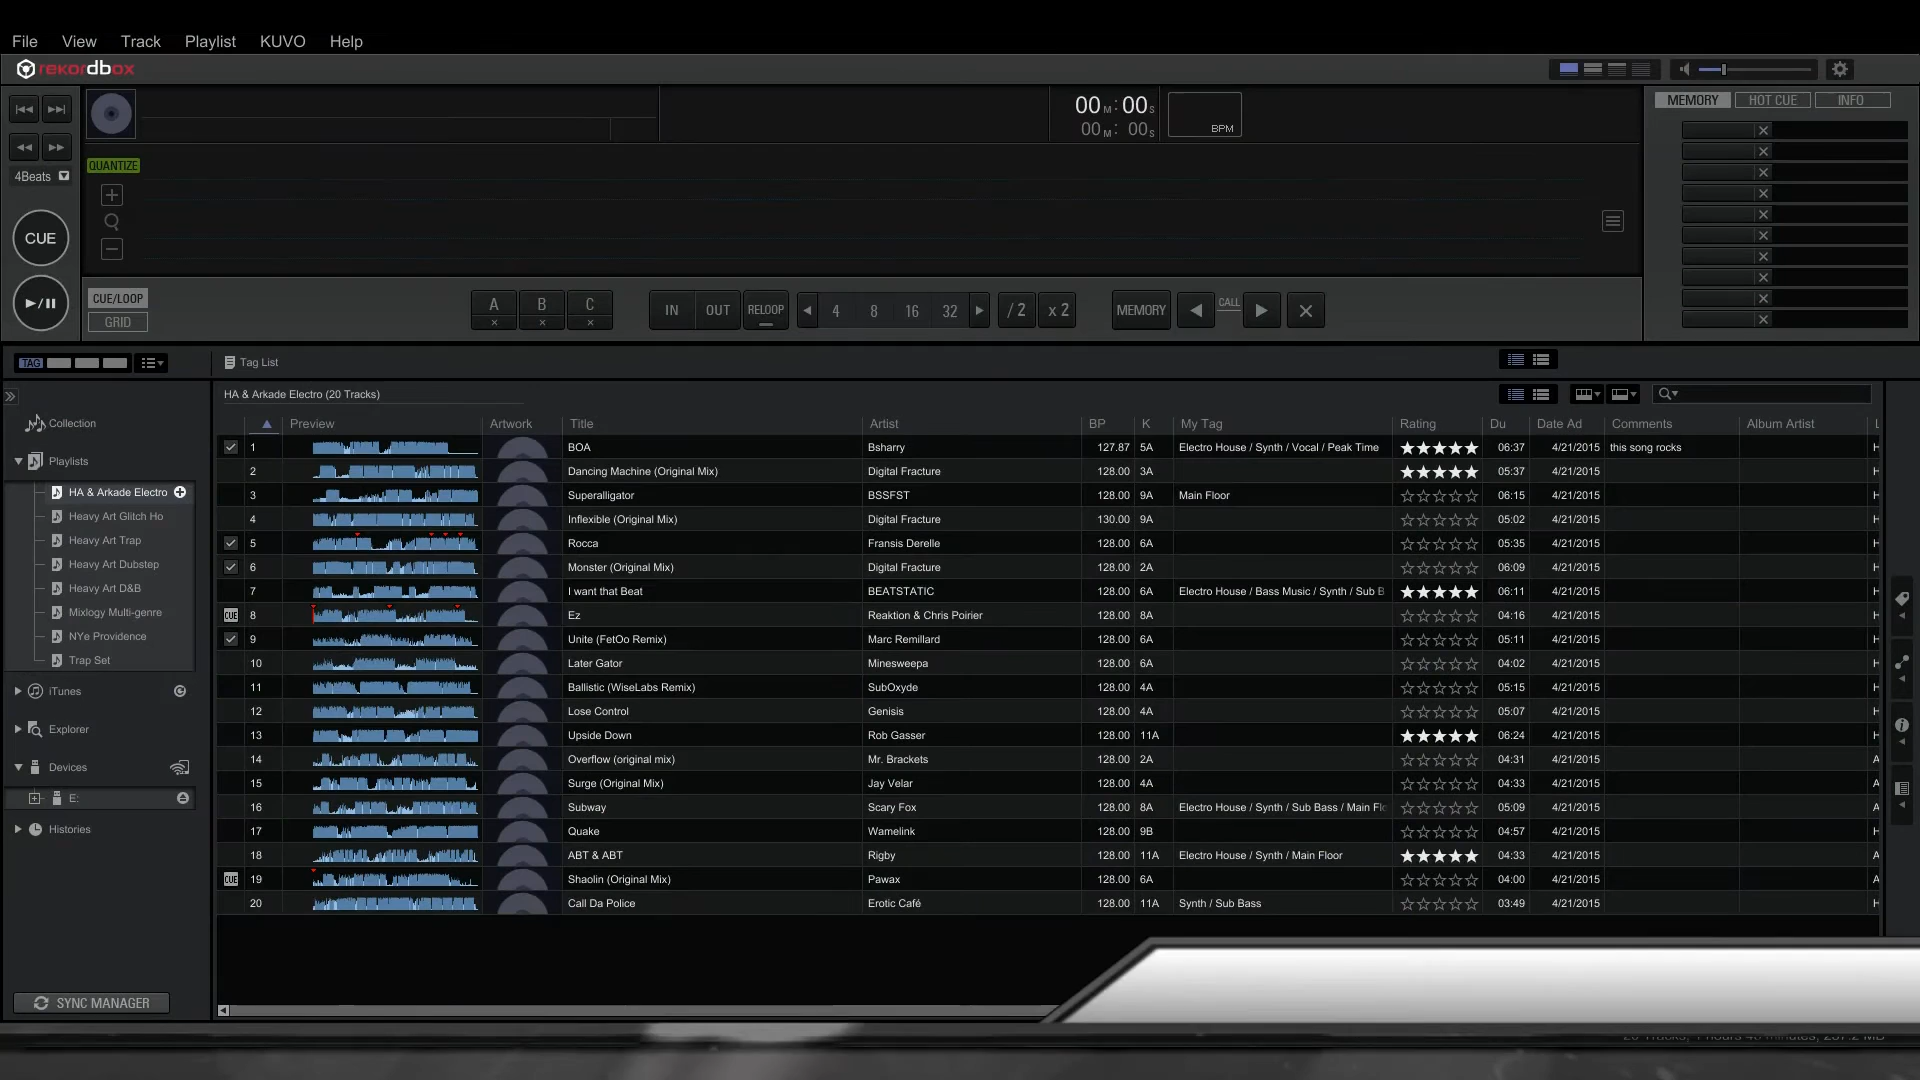 File View Track Playlist KUVO Help
rekordbox
MEMORY HOT CUE INFO
00 M : 00 S
00 M : 00 S
BPM
QUANTIZE
4Beats
CUE
CUE/LOOP
GRID
A B C
IN OUT RELOOP 4 8 16 32 / 2 x 2 MEMORY CALL
TAG
Tag List
HA & Arkade Electro (20 Tracks)
Collection
Playlists
HA & Arkade Electro
Heavy Art Glitch Ho
Heavy Art Trap
Heavy Art Dubstep
Heavy Art D&B
Mixlogy Multi-genre
NYe Providence
Trap Set
iTunes
Explorer
Devices
E:
Histories
SYNC MANAGER
Preview Artwork Title Artist BP K My Tag Rating Du Date Ad Comments Album Artist
1 BOA Bsharry 127.87 5A Electro House / Synth / Vocal / Peak Time 06:37 4/21/2015 this song rocks
2 Dancing Machine (Original Mix) Digital Fracture 128.00 3A 05:37 4/21/2015
3 Superalligator BSSFST 128.00 9A Main Floor 06:15 4/21/2015
4 Inflexible (Original Mix) Digital Fracture 130.00 9A 05:02 4/21/2015
5 Rocca Fransis Derelle 128.00 6A 05:35 4/21/2015
6 Monster (Original Mix) Digital Fracture 128.00 2A 06:09 4/21/2015
7 I want that Beat BEATSTATIC 128.00 6A Electro House / Bass Music / Synth / Sub B 06:11 4/21/2015
CUE 8 Ez Reaktion & Chris Poirier 128.00 8A 04:16 4/21/2015
9 Unite (FetOo Remix) Marc Remillard 128.00 6A 05:11 4/21/2015
10 Later Gator Minesweepa 128.00 6A 04:02 4/21/2015
11 Ballistic (WiseLabs Remix) SubOxyde 128.00 4A 05:15 4/21/2015
12 Lose Control Genisis 128.00 4A 05:07 4/21/2015
13 Upside Down Rob Gasser 128.00 11A 06:24 4/21/2015
14 Overflow (original mix) Mr. Brackets 128.00 2A 04:31 4/21/2015
15 Surge (Original Mix) Jay Velar 128.00 4A 04:33 4/21/2015
16 Subway Scary Fox 128.00 8A Electro House / Synth / Sub Bass / Main Flo 05:09 4/21/2015
17 Quake Wamelink 128.00 9B 04:57 4/21/2015
18 ABT & ABT Rigby 128.00 11A Electro House / Synth / Main Floor 04:33 4/21/2015
CUE 19 Shaolin (Original Mix) Pawax 128.00 6A 04:00 4/21/2015
20 Call Da Police Erotic Café 128.00 11A Synth / Sub Bass 03:49 4/21/2015